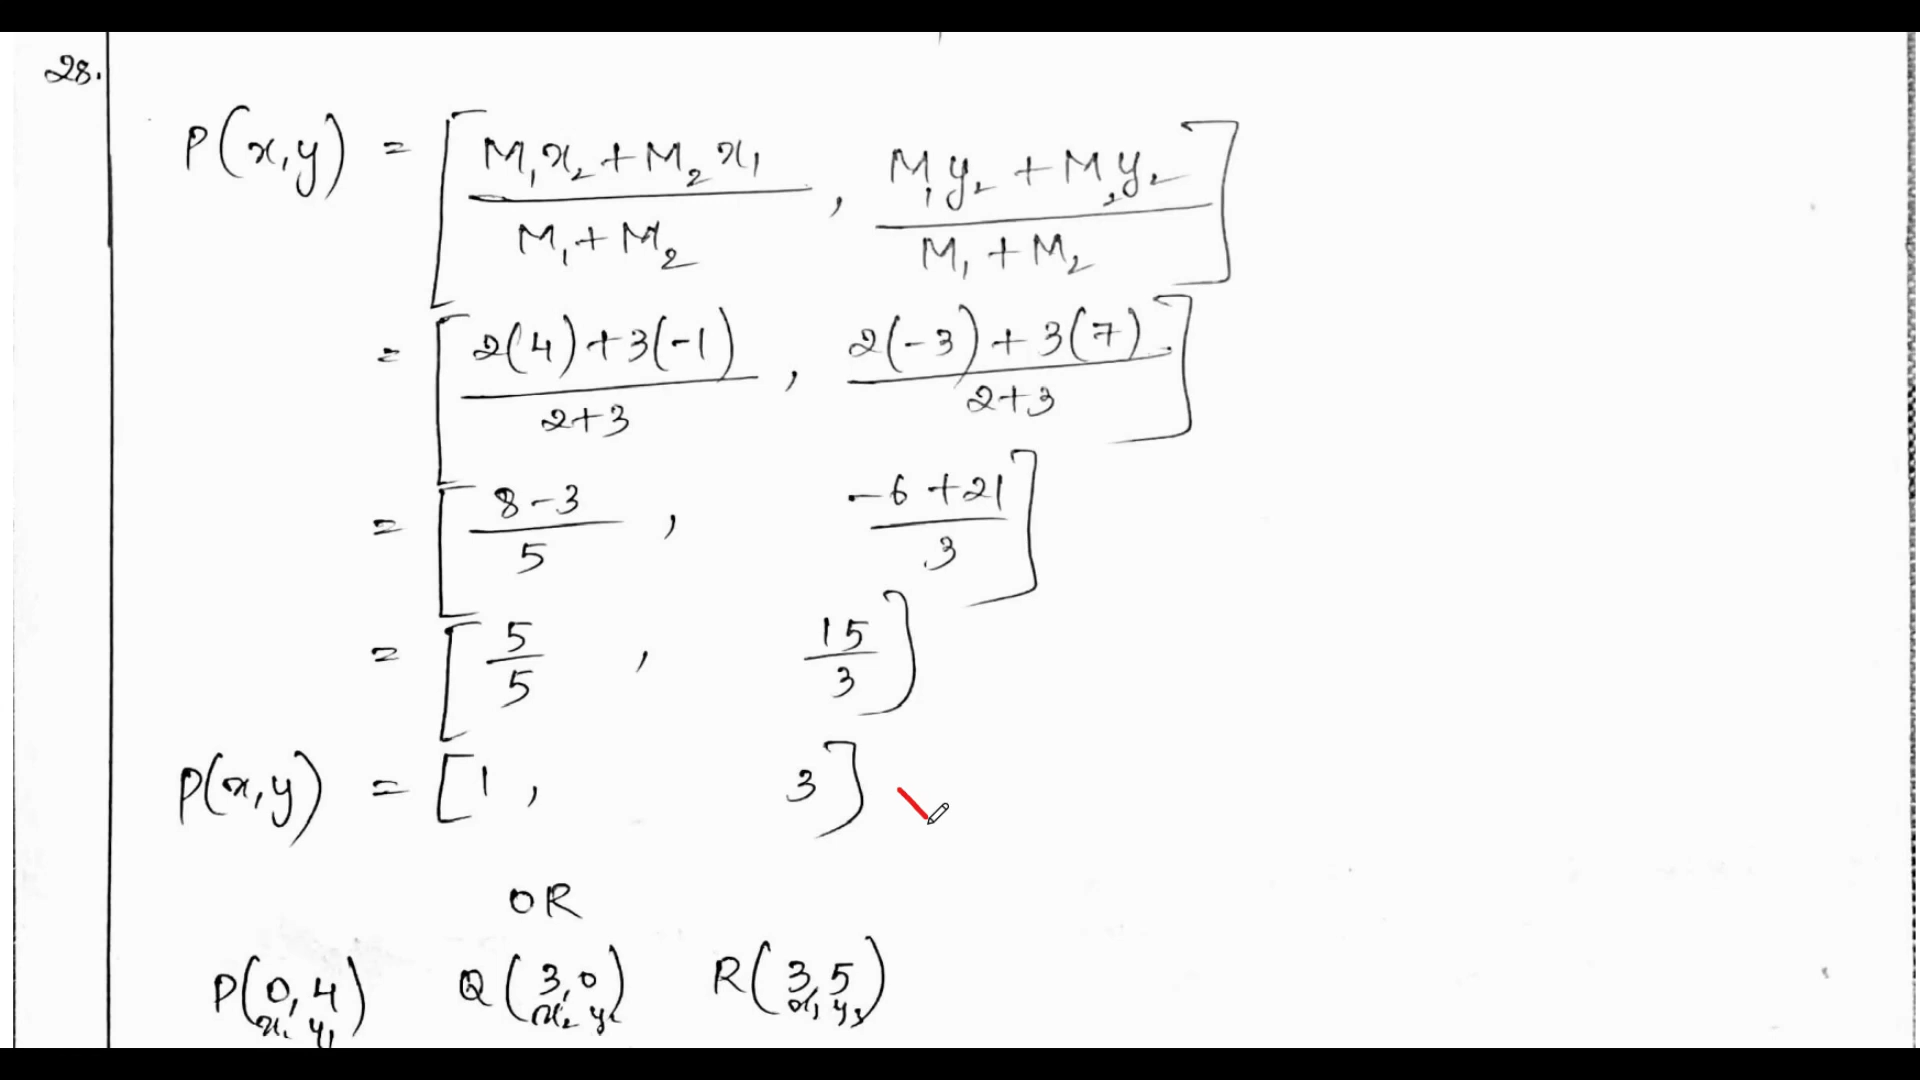 28.
P(x,y) = [ (M₁x₂ + M₂x₁)/(M₁ + M₂) , (M₁y₂ + M₂y₂)/(M₁ + M₂) ]
= [ (2(4) + 3(-1))/(2+3) , (2(-3) + 3(7))/(2+3) ]
= [ (8-3)/5 , (-6+21)/3 ]
= [ 5/5 , 15/3 ]
P(x,y) = [1, 3]
OR
P(0,4) Q(3,0) R(3,5)
x₁ y₁ x₂ y₂ x₃ y₃